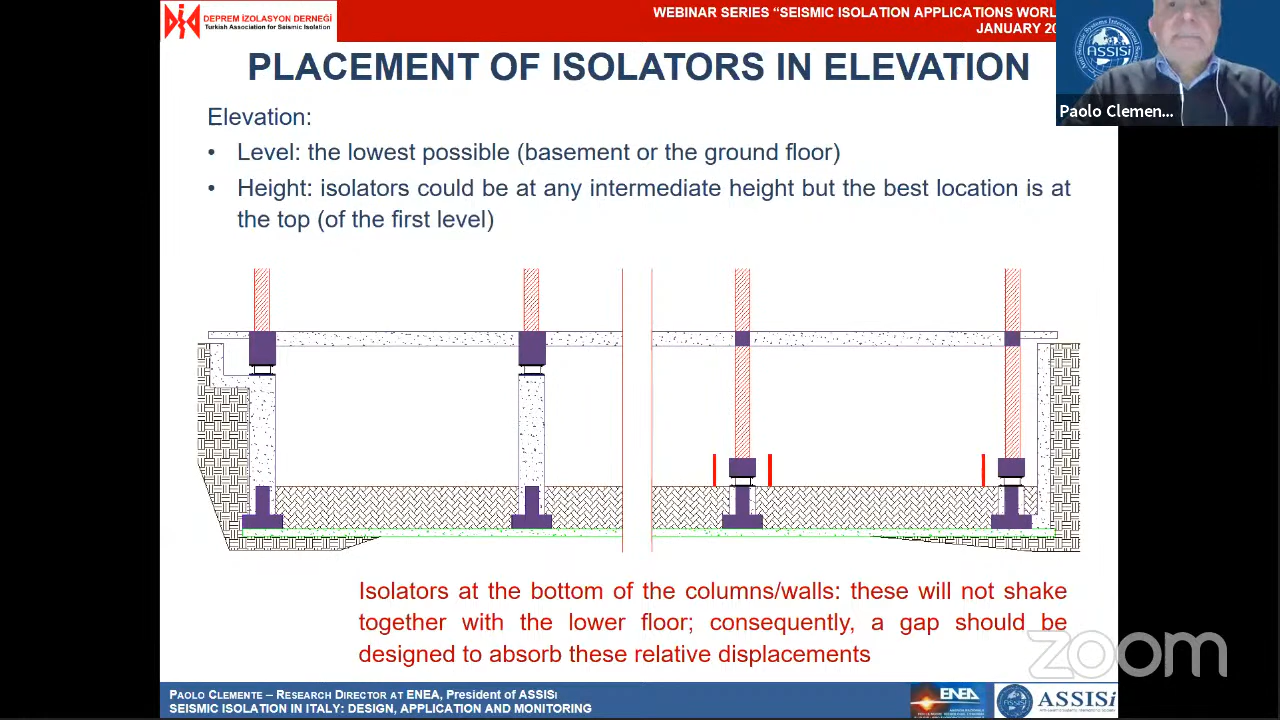 DEPREM İZOLASYON DERNEĞİ
Turkish Association for Seismic Isolation
WEBINAR SERIES “SEISMIC ISOLATION APPLICATIONS WORL
JANUARY 20
PLACEMENT OF ISOLATORS IN ELEVATION
ASSISi
Paolo Clemen...
Elevation:
• Level: the lowest possible (basement or the ground floor)
• Height: isolators could be at any intermediate height but the best location is at
the top (of the first level)
Isolators at the bottom of the columns/walls: these will not shake
together with the lower floor; consequently, a gap should be
designed to absorb these relative displacements
zoom
PAOLO CLEMENTE – RESEARCH DIRECTOR AT ENEA, President of ASSISi
SEISMIC ISOLATION IN ITALY: DESIGN, APPLICATION AND MONITORING
ENEA
ASSISi